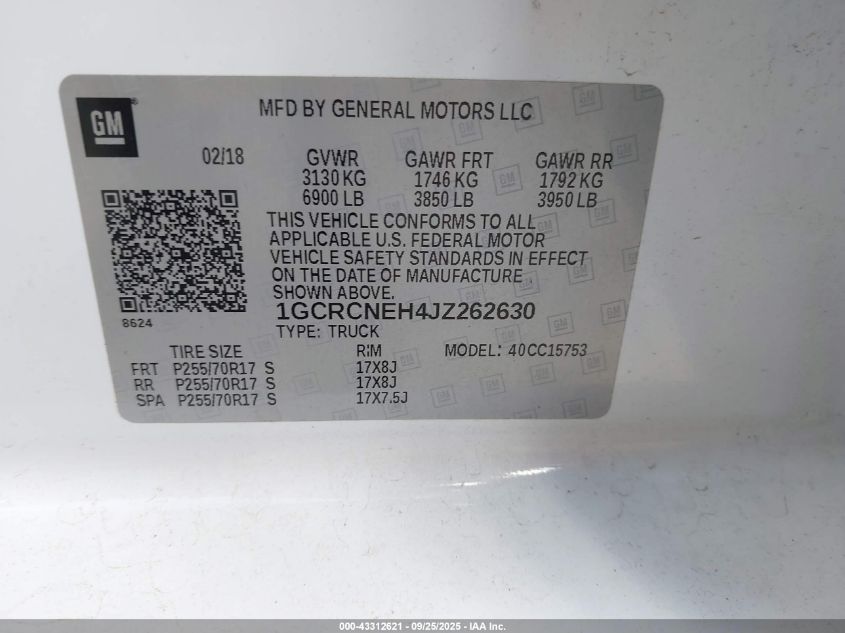 GM
MFD BY GENERAL MOTORS LLC
02/18 GVWR GAWR FRT GAWR RR
3130 KG 1746 KG 1792 KG
6900 LB 3850 LB 3950 LB
THIS VEHICLE CONFORMS TO ALL
APPLICABLE U.S. FEDERAL MOTOR
VEHICLE SAFETY STANDARDS IN EFFECT
ON THE DATE OF MANUFACTURE
SHOWN ABOVE.
8624
1GCRCNEH4JZ262630
TYPE: TRUCK
TIRE SIZE RIM MODEL: 40CC15753
FRT P255/70R17 S 17X8J
RR P255/70R17 S 17X8J
SPA P255/70R17 S 17X7.5J
000-43312621 - 09/25/2025 - IAA Inc.